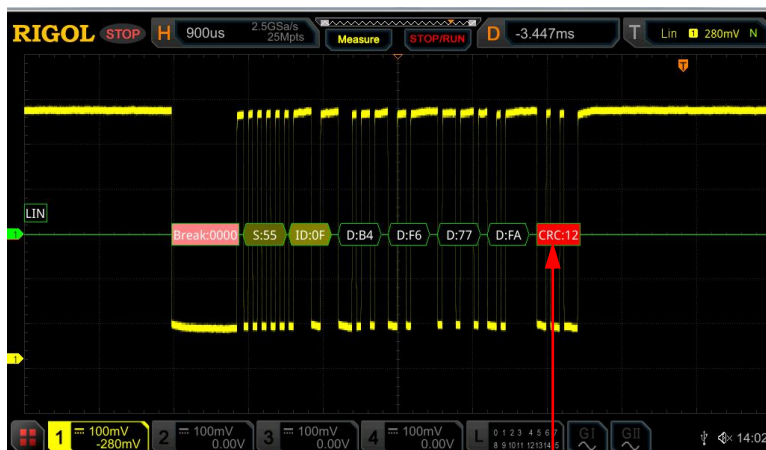 RIGOL STOP H 900us 2.5GSa/s 25Mpts Measure STOP/RUN D -3.447ms T Lin 1 280mV N
T
LIN
1 Break:0000 S:55 ID:0F D:B4 D:F6 D:77 D:FA CRC:12
1
1 100mV -280mV 2 100mV 0.00V 3 100mV 0.00V 4 100mV 0.00V L 0 1 2 3 4 5 6 7 GI GII 14:02
8 9 10 11 12 13 14 15